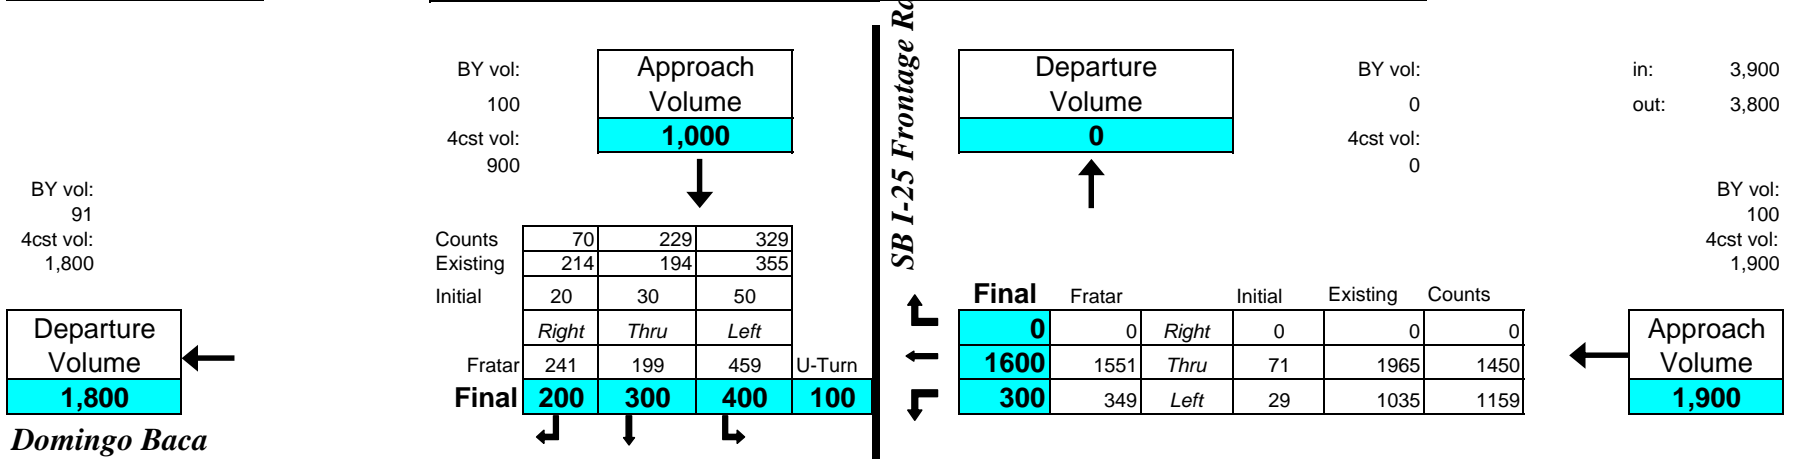 BY vol:
100
4cst vol:
900
Approach
Volume
1,000
SB I-25 Frontage
Departure
Volume
0
BY vol:
0
4cst vol:
0
in: 3,900
out: 3,800
BY vol:
91
4cst vol:
1,800
BY vol:
100
4cst vol:
1,900
Departure
Volume
1,800
Domingo Baca
Counts 70 229 329
Existing 214 194 355
Initial 20 30 50
Right Thru Left
Fratar 241 199 459 U-Turn
Final 200 300 400 100
Final Fratar Initial Existing Counts
0 0 Right 0 0 0
1600 1551 Thru 71 1965 1450
300 349 Left 29 1035 1159
Approach
Volume
1,900